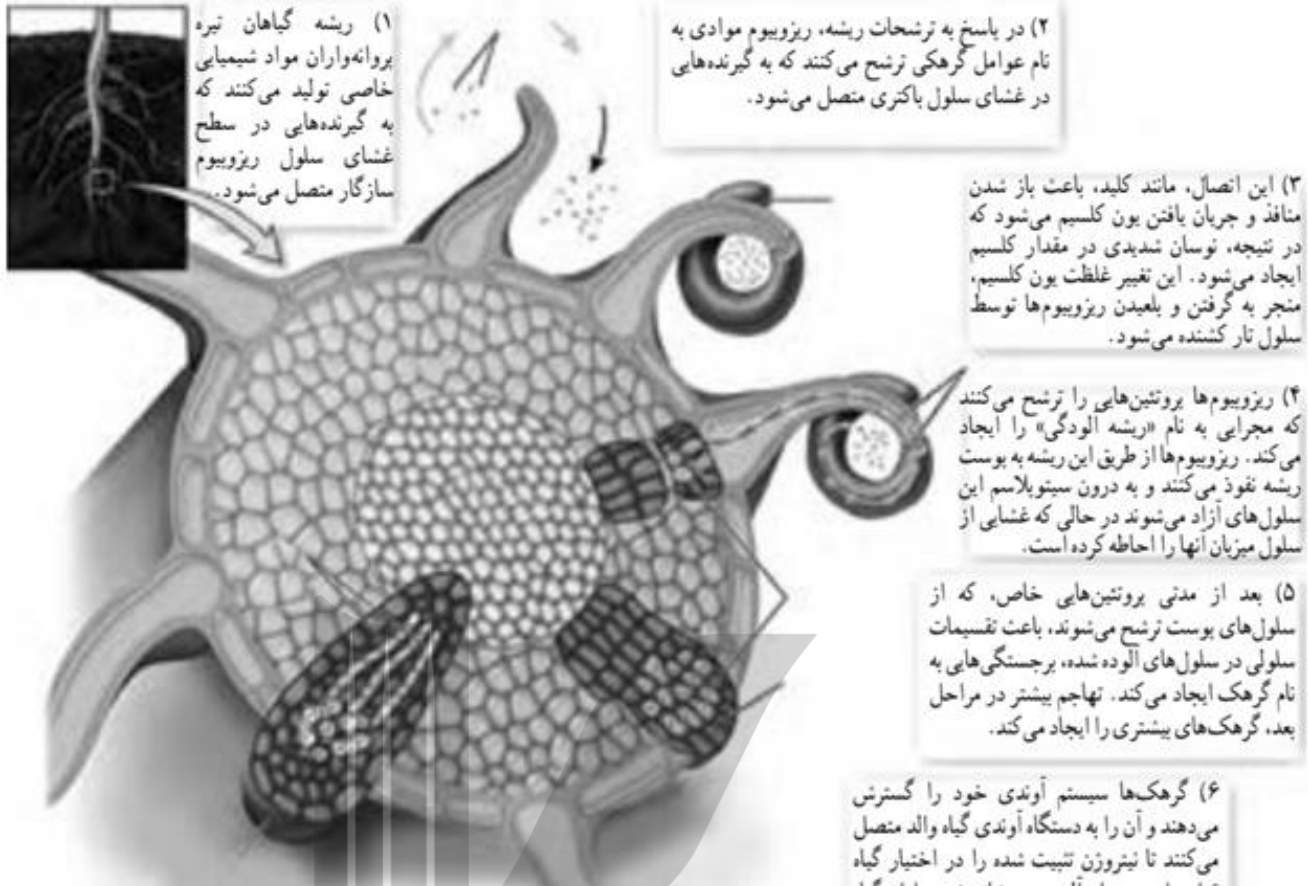 ۱) ریشه گیاهان تیره
پروانه‌واران مواد شیمیایی
خاصی تولید می‌کنند که
به گیرنده‌هایی در سطح
غشای سلول ریزوبیوم
سازگار متصل می‌شود.
۲) در پاسخ به ترشحات ریشه، ریزوبیوم موادی به
نام عوامل گرهکی ترشح می‌کنند که به گیرنده‌هایی
در غشای سلول باکتری متصل می‌شود.
۳) این اتصال، مانند کلید، باعث باز شدن
منافذ و جریان یافتن یون کلسیم می‌شود که
در نتیجه، نوسان شدیدی در مقدار کلسیم
ایجاد می‌شود. این تغییر غلظت یون کلسیم،
منجر به گرفتن و بلعیدن ریزوبیوم‌ها توسط
سلول تار کشنده می‌شود.
۴) ریزوبیوم‌ها پروتئین‌هایی را ترشح می‌کنند
که مجرایی به نام «ریشه آلودگی» را ایجاد
می‌کند. ریزوبیوم‌ها از طریق این ریشه به پوست
ریشه نفوذ می‌کنند و به درون سیتوپلاسم این
سلول‌های آزاد می‌شوند در حالی که غشایی از
سلول میزبان آنها را احاطه کرده است.
۵) بعد از مدتی پروتئین‌هایی خاص، که از
سلول‌های پوست ترشح می‌شوند، باعث تقسیمات
سلولی در سلول‌های آلوده شده، برجستگی‌هایی به
نام گرهک ایجاد می‌کند. تهاجم بیشتر در مراحل
بعد، گرهک‌های بیشتری را ایجاد می‌کند.
۶) گرهک‌ها سیستم آوندی خود را گسترش
می‌دهند و آن را به دستگاه آوندی گیاه والد متصل
می‌کنند تا نیتروژن تثبیت شده را در اختیار گیاه